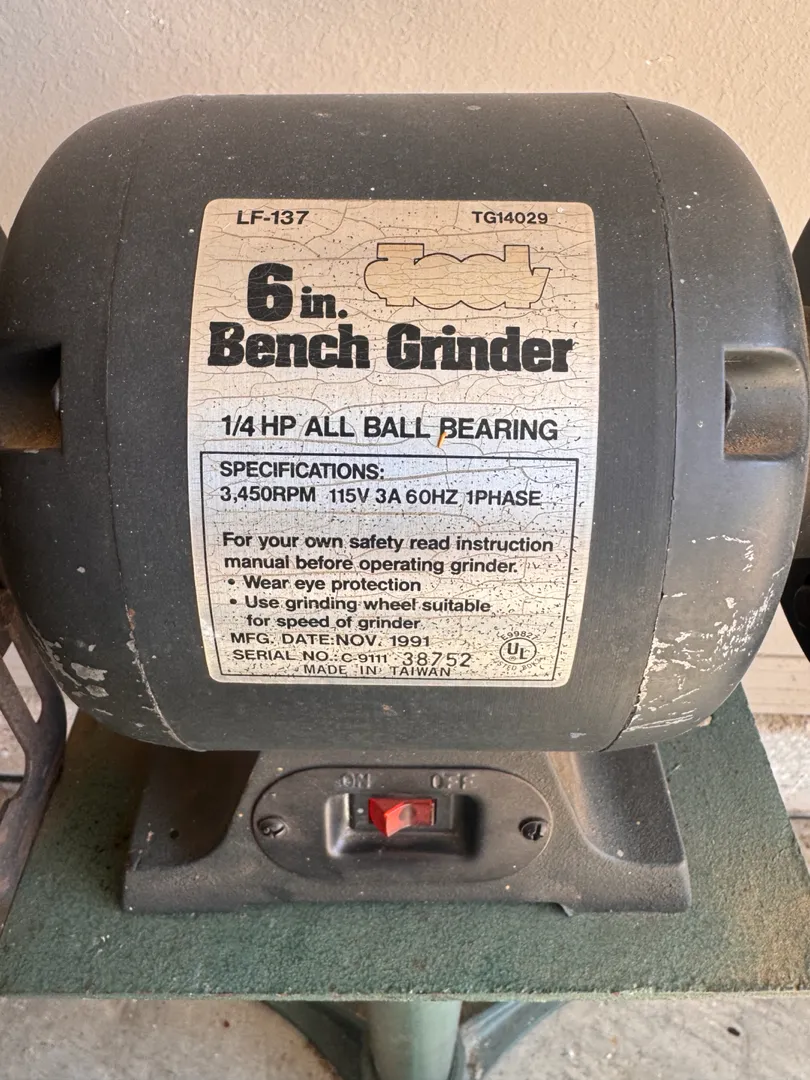 LF-137 TG14029
6 in.
Bench Grinder
1/4 HP ALL BALL BEARING
SPECIFICATIONS:
3,450RPM 115V 3A 60HZ 1PHASE
For your own safety read instruction
manual before operating grinder.
• Wear eye protection
• Use grinding wheel suitable
for speed of grinder
MFG. DATE:NOV. 1991
SERIAL NO.:C-9111 38752
MADE IN TAIWAN
UL
ON OFF